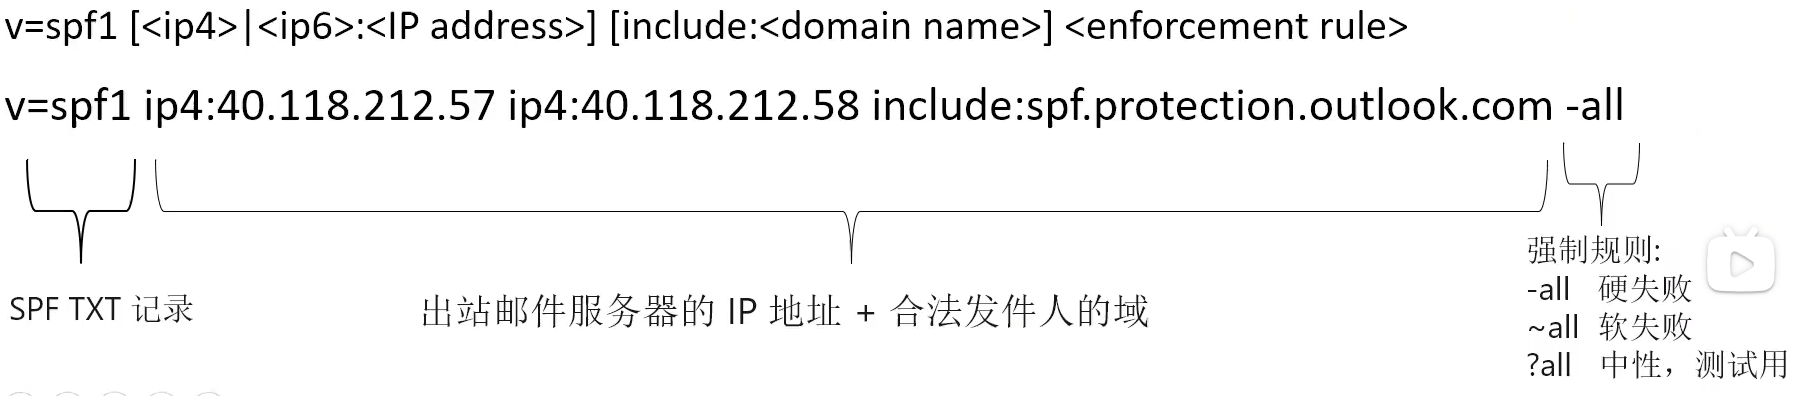 v=spf1 [<ip4>|<ip6>:<IP address>] [include:<domain name>] <enforcement rule>
v=spf1 ip4:40.118.212.57 ip4:40.118.212.58 include:spf.protection.outlook.com -all
SPF TXT 记录
出站邮件服务器的 IP 地址 + 合法发件人的域
强制规则:
-all 硬失败
~all 软失败
?all 中性，测试用